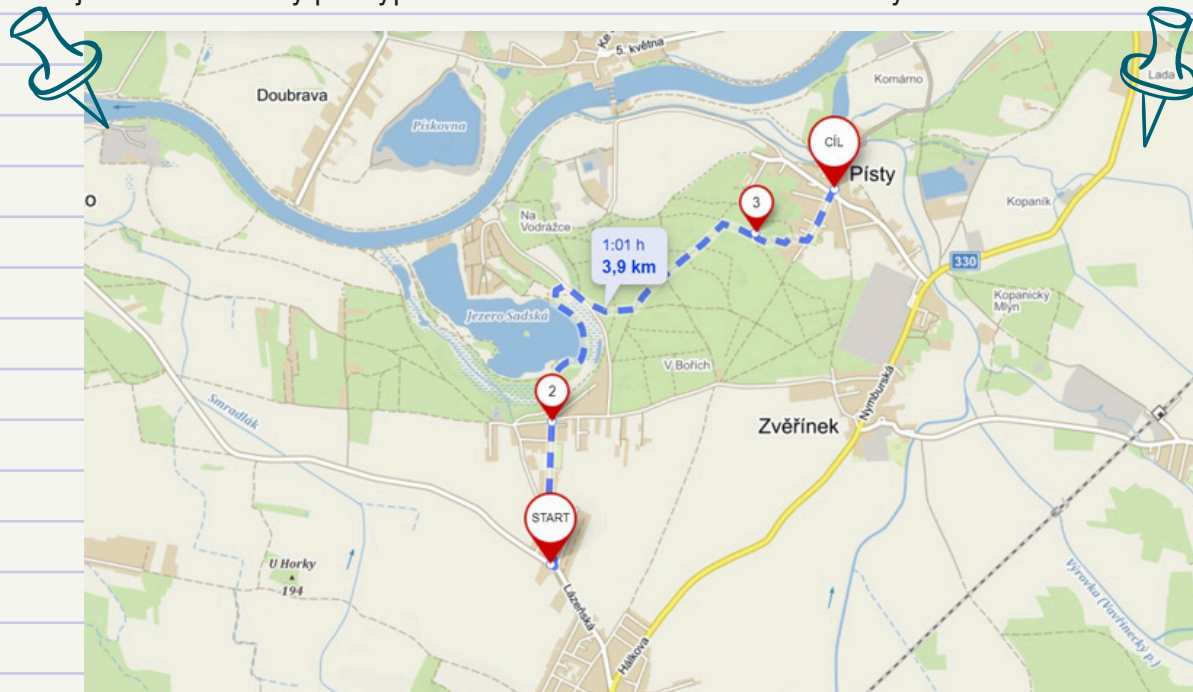 5. května
Doubrava
Komárno
Lada
Pískovna
CÍL
Písty
3
Kopaník
o
Na
Vodrážce
1:01 h
3,9 km
330
Kopanický
Mlýn
Jezero Sadská
V Bořích
2
Nymburská
Smradlák
Zvěřínek
START
U Horky
194
Lázeňská
Výrovka (Vavřinecký p.)
Hálkova